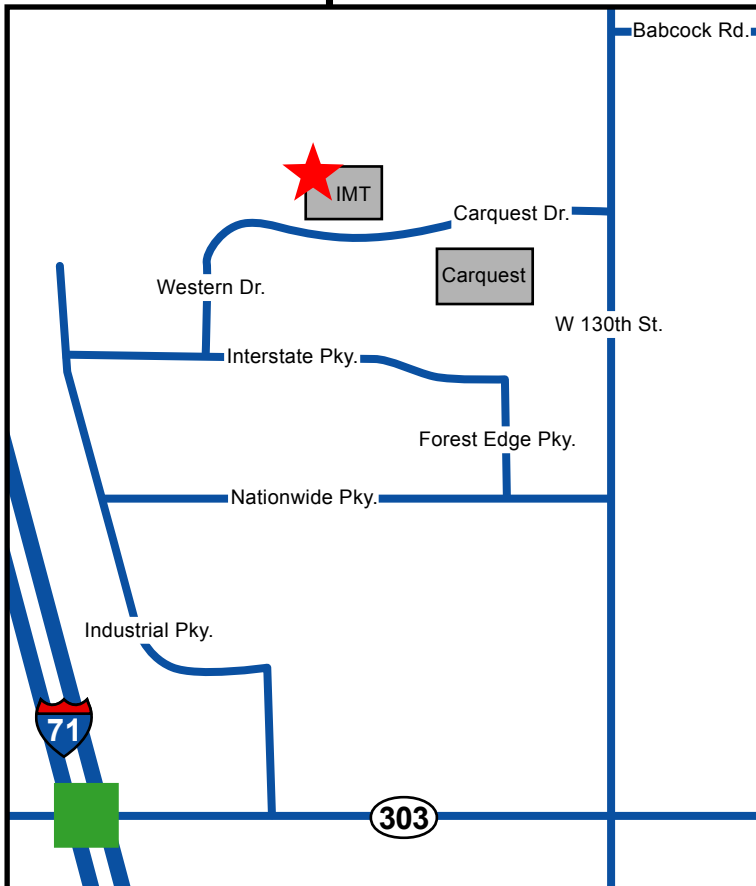 Babcock Rd.
IMT
Carquest Dr.
Carquest
Western Dr.
W 130th St.
Interstate Pky.
Forest Edge Pky.
Nationwide Pky.
Industrial Pky.
71
303